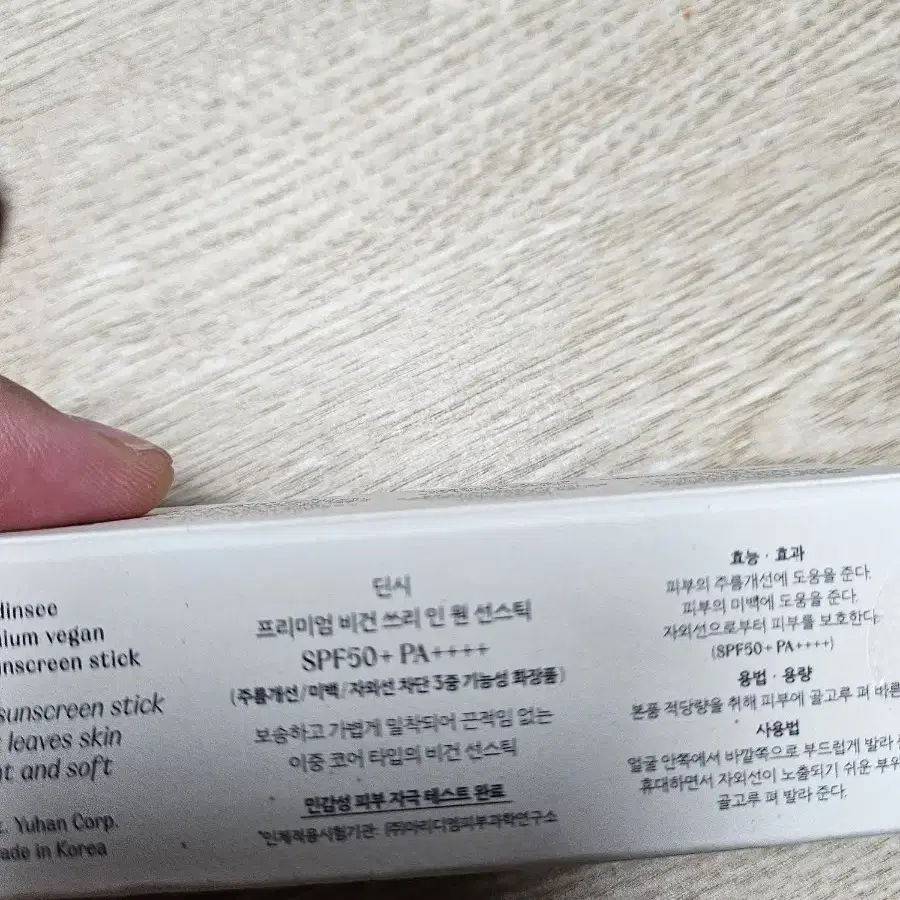 dinsee
ium vegan
nscreen stick
sunscreen stick
leaves skin
t and soft
Yuhan Corp.
ade in Korea
딘시
프리미엄 비건 쓰리 인 원 선스틱
SPF50+ PA++++
(주름개선/미백/자외선 차단 3중 기능성 화장품)
보송하고 가볍게 밀착되어 끈적임 없는
이중 코어 타입의 비건 선스틱
민감성 피부 자극 테스트 완료
*인체적용시험기관: (주)마리디엠피부과학연구소
효능 · 효과
피부의 주름개선에 도움을 준다.
피부의 미백에 도움을 준다.
자외선으로부터 피부를 보호한다.
(SPF50+ PA++++)
용법 · 용량
본품 적당량을 취해 피부에 골고루 펴 바른
사용법
얼굴 안쪽에서 바깥쪽으로 부드럽게 발라
휴대하면서 자외선이 노출되기 쉬운 부위
골고루 펴 발라 준다.